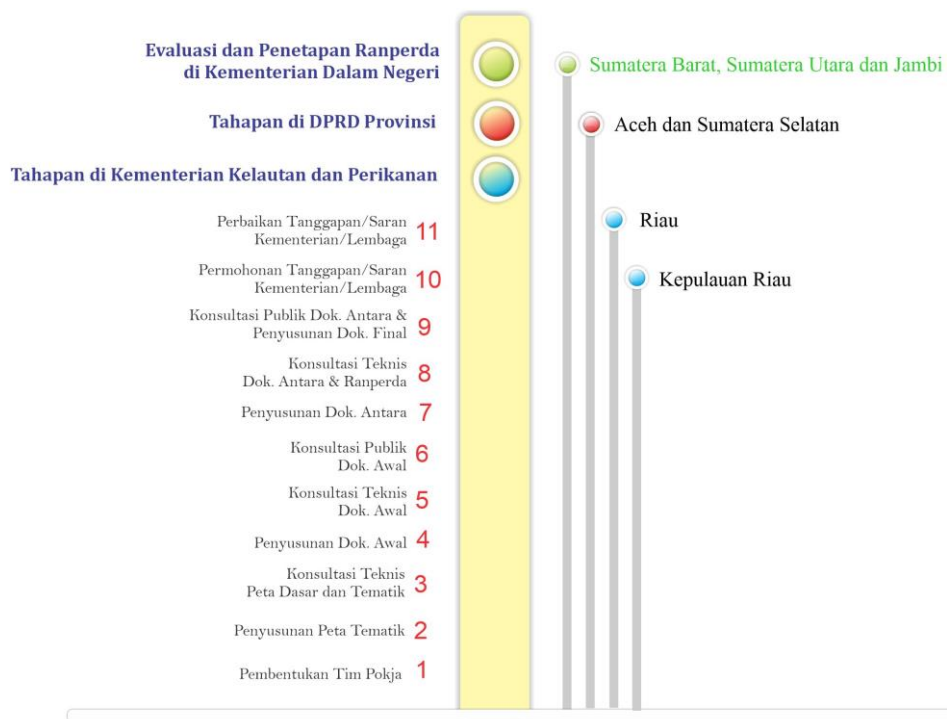 Evaluasi dan Penetapan Ranperda
di Kementerian Dalam Negeri
Sumatera Barat, Sumatera Utara dan Jambi
Tahapan di DPRD Provinsi
Aceh dan Sumatera Selatan
Tahapan di Kementerian Kelautan dan Perikanan
Perbaikan Tanggapan/Saran
Kementerian/Lembaga
11
Riau
Permohonan Tanggapan/Saran
Kementerian/Lembaga
10
Kepulauan Riau
Konsultasi Publik Dok. Antara &
Penyusunan Dok. Final
9
Konsultasi Teknis
Dok. Antara & Ranperda
8
Penyusunan Dok. Antara 7
Konsultasi Publik
Dok. Awal
6
Konsultasi Teknis
Dok. Awal
5
Penyusunan Dok. Awal 4
Konsultasi Teknis
Peta Dasar dan Tematik
3
Penyusunan Peta Tematik 2
Pembentukan Tim Pokja 1